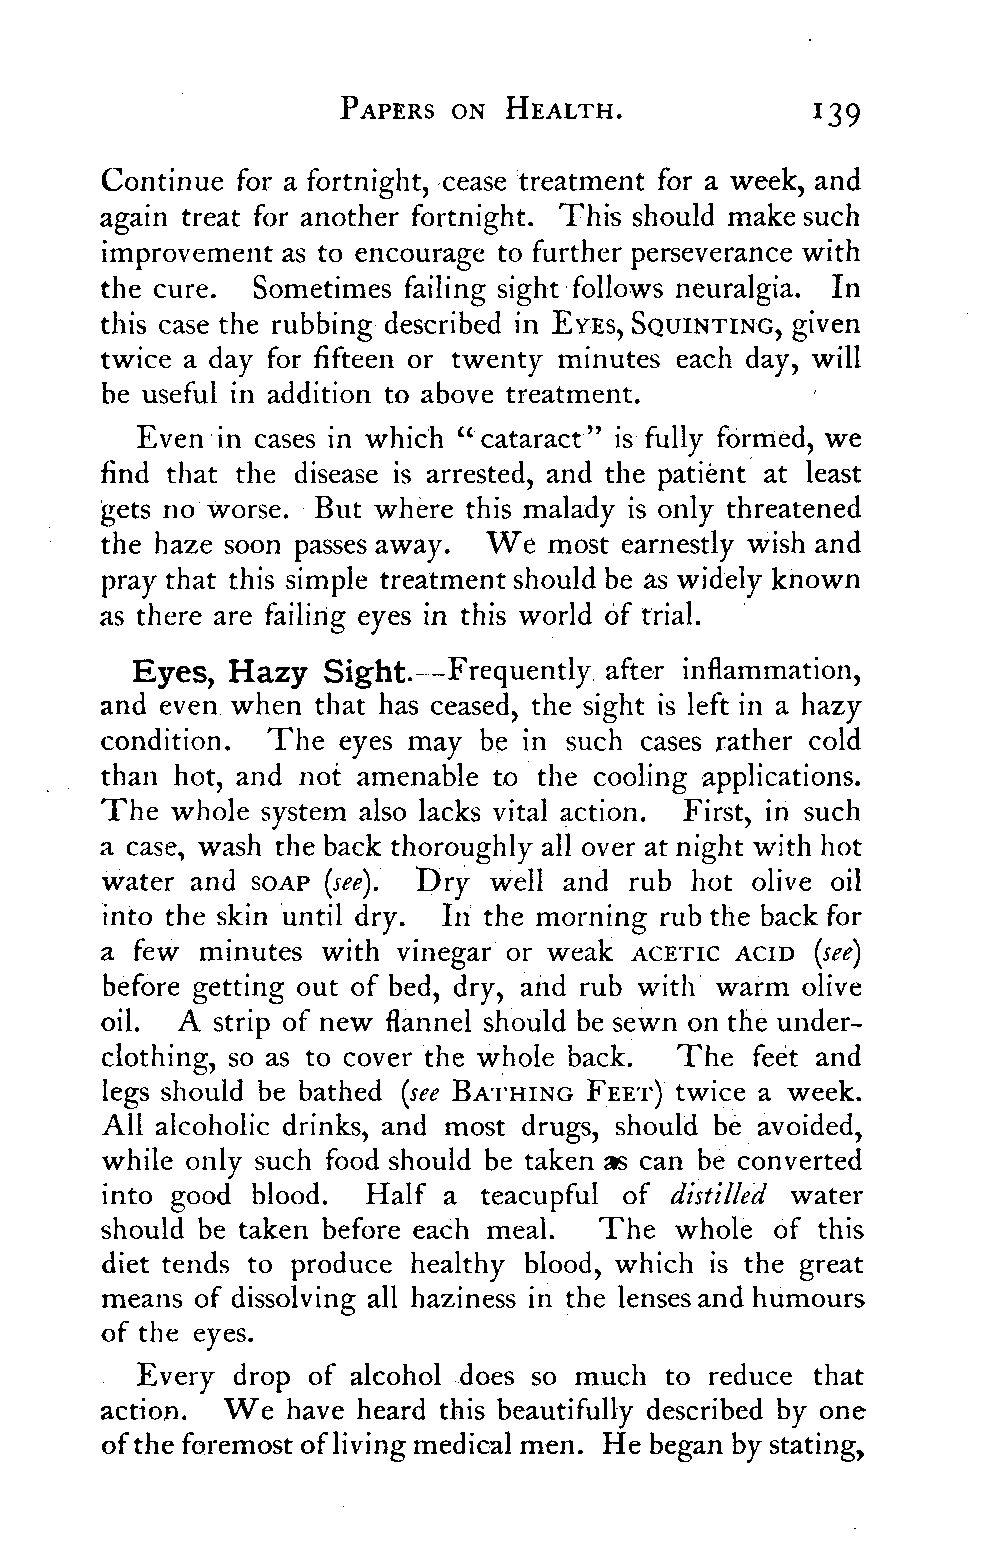 PAPERS ON HEALTH. 139
Continue for a fortnight, cease treatment for a week, and
again treat for another fortnight. This should make such
improvement as to encourage to further perseverance with
the cure. Sometimes failing sight follows neuralgia. In
this case the rubbing described in EYES, SQUINTING, given
twice a day for fifteen or twenty minutes each day, will
be useful in addition to above treatment.
Even in cases in which “cataract” is fully formed, we
find that the disease is arrested, and the patient at least
gets no worse. But where this malady is only threatened
the haze soon passes away. We most earnestly wish and
pray that this simple treatment should be as widely known
as there are failing eyes in this world of trial.
Eyes, Hazy Sight.—Frequently after inflammation,
and even when that has ceased, the sight is left in a hazy
condition. The eyes may be in such cases rather cold
than hot, and not amenable to the cooling applications.
The whole system also lacks vital action. First, in such
a case, wash the back thoroughly all over at night with hot
water and SOAP (see). Dry well and rub hot olive oil
into the skin until dry. In the morning rub the back for
a few minutes with vinegar or weak ACETIC ACID (see)
before getting out of bed, dry, and rub with warm olive
oil. A strip of new flannel should be sewn on the under-
clothing, so as to cover the whole back. The feet and
legs should be bathed (see BATHING FEET) twice a week.
All alcoholic drinks, and most drugs, should be avoided,
while only such food should be taken as can be converted
into good blood. Half a teacupful of distilled water
should be taken before each meal. The whole of this
diet tends to produce healthy blood, which is the great
means of dissolving all haziness in the lenses and humours
of the eyes.
Every drop of alcohol does so much to reduce that
action. We have heard this beautifully described by one
of the foremost of living medical men. He began by stating,